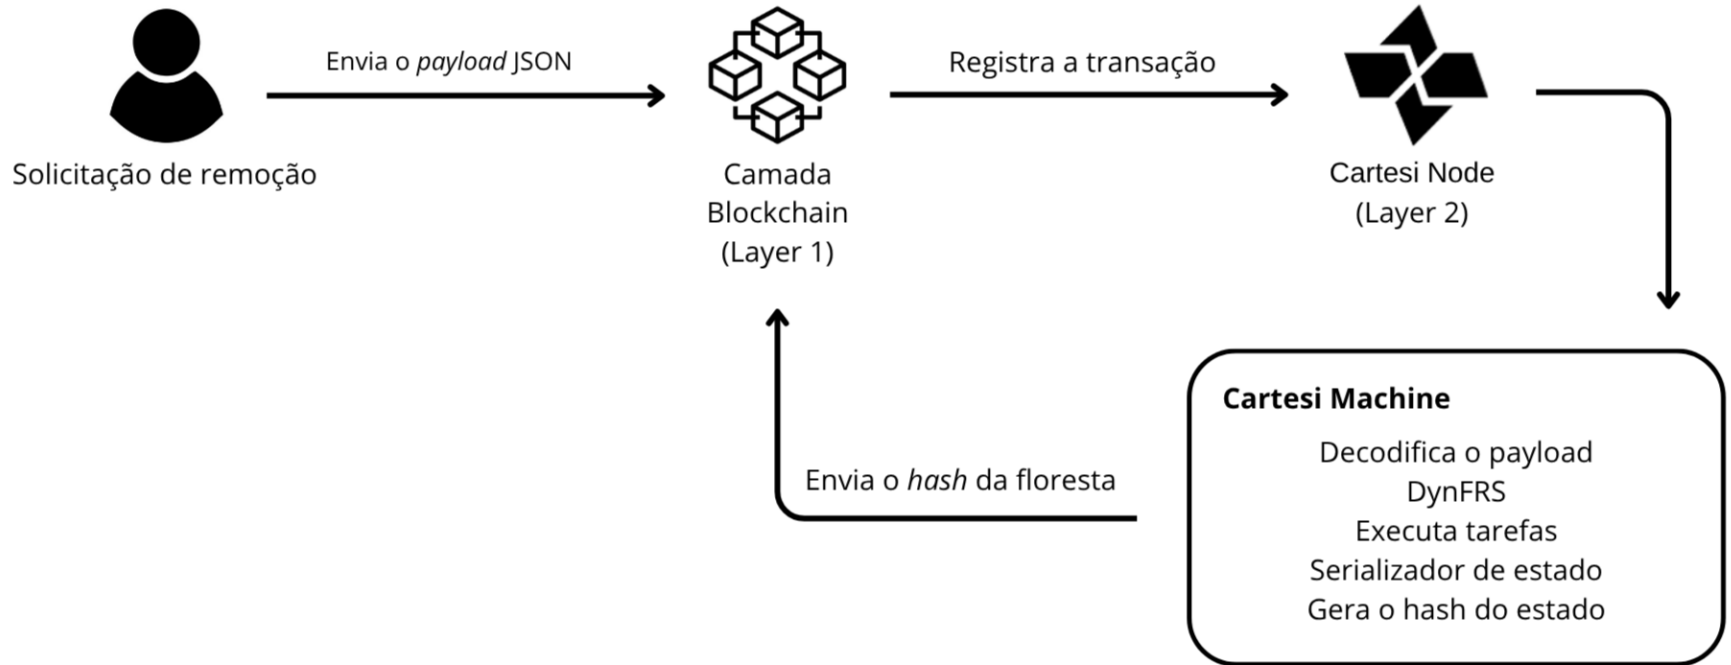 Envia o payload JSON
Registra a transação
Solicitação de remoção
Camada
Blockchain
(Layer 1)
Cartesi Node
(Layer 2)
Cartesi Machine
Decodifica o payload
DynFRS
Executa tarefas
Serializador de estado
Gera o hash do estado
Envia o hash da floresta